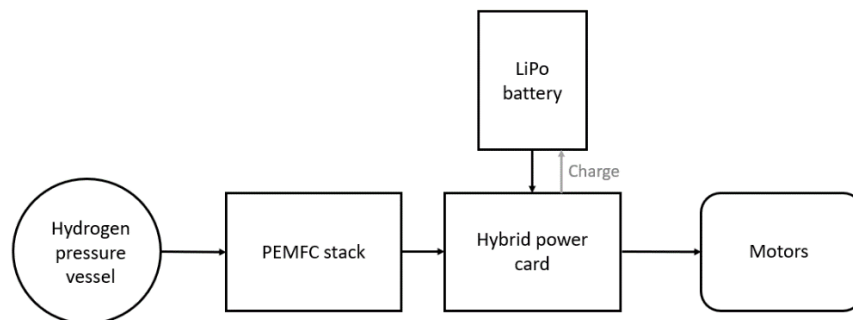 LiPo
battery
Charge
Hydrogen
pressure
vessel
PEMFC stack
Hybrid power
card
Motors